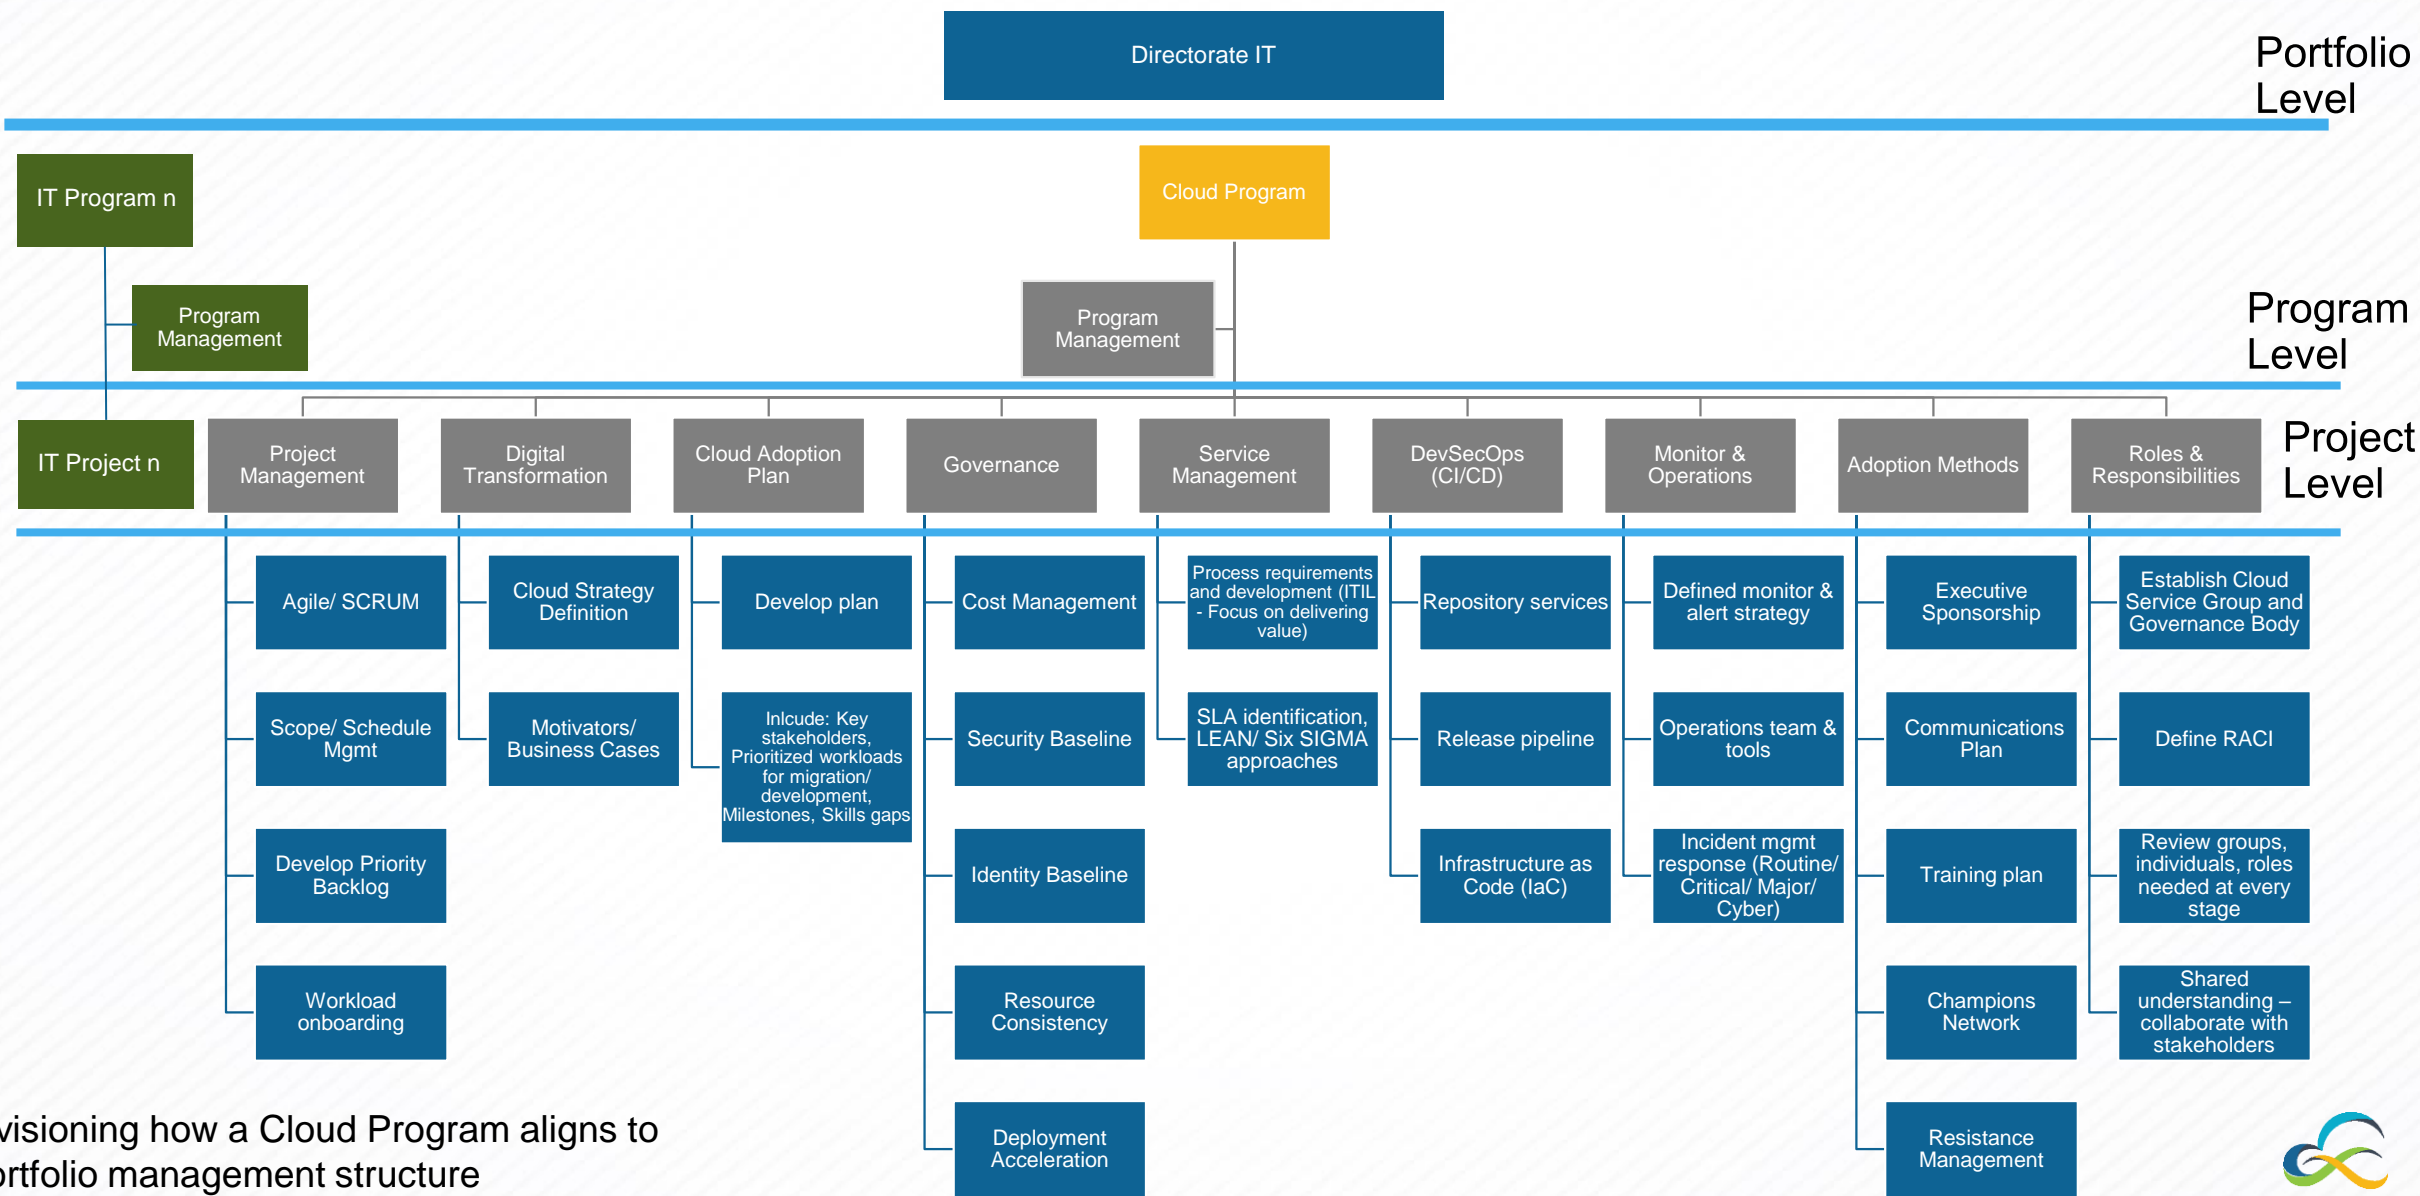 Directorate IT
Portfolio
Level
IT Program n
Cloud Program
Program
Management
Program
Management
Program
Level
IT Project n
Project
Management
Digital
Transformation
Cloud Adoption
Plan
Governance
Service
Management
DevSecOps
(CI/CD)
Monitor &
Operations
Adoption Methods
Roles &
Responsibilities
Project
Level
Agile/ SCRUM
Scope/ Schedule
Mgmt
Develop Priority
Backlog
Workload
onboarding
Cloud Strategy
Definition
Motivators/
Business Cases
Develop plan
Inlcude: Key
stakeholders,
Prioritized workloads
for migration/
development,
Milestones, Skills gaps
Cost Management
Security Baseline
Identity Baseline
Resource
Consistency
Deployment
Acceleration
Process requirements
and development (ITIL
- Focus on delivering
value)
SLA identification,
LEAN/ Six SIGMA
approaches
Repository services
Release pipeline
Infrastructure as
Code (IaC)
Defined monitor &
alert strategy
Operations team &
tools
Incident mgmt
response (Routine/
Critical/ Major/
Cyber)
Executive
Sponsorship
Communications
Plan
Training plan
Champions
Network
Resistance
Management
Establish Cloud
Service Group and
Governance Body
Define RACI
Review groups,
individuals, roles
needed at every
stage
Shared
understanding –
collaborate with
stakeholders
visioning how a Cloud Program aligns to
ortfolio management structure